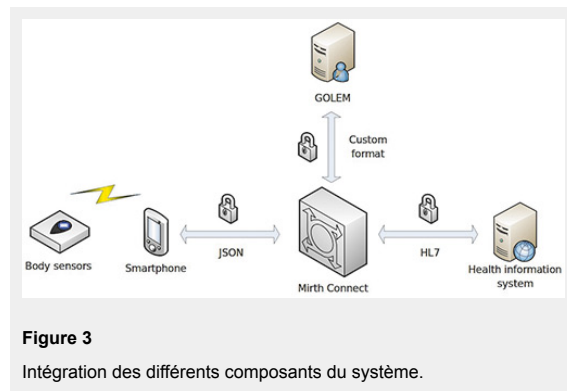 GOLEM
Custom
format
Body sensors
Smartphone
JSON
Mirth Connect
HL7
Health information
system
Figure 3
Intégration des différents composants du système.